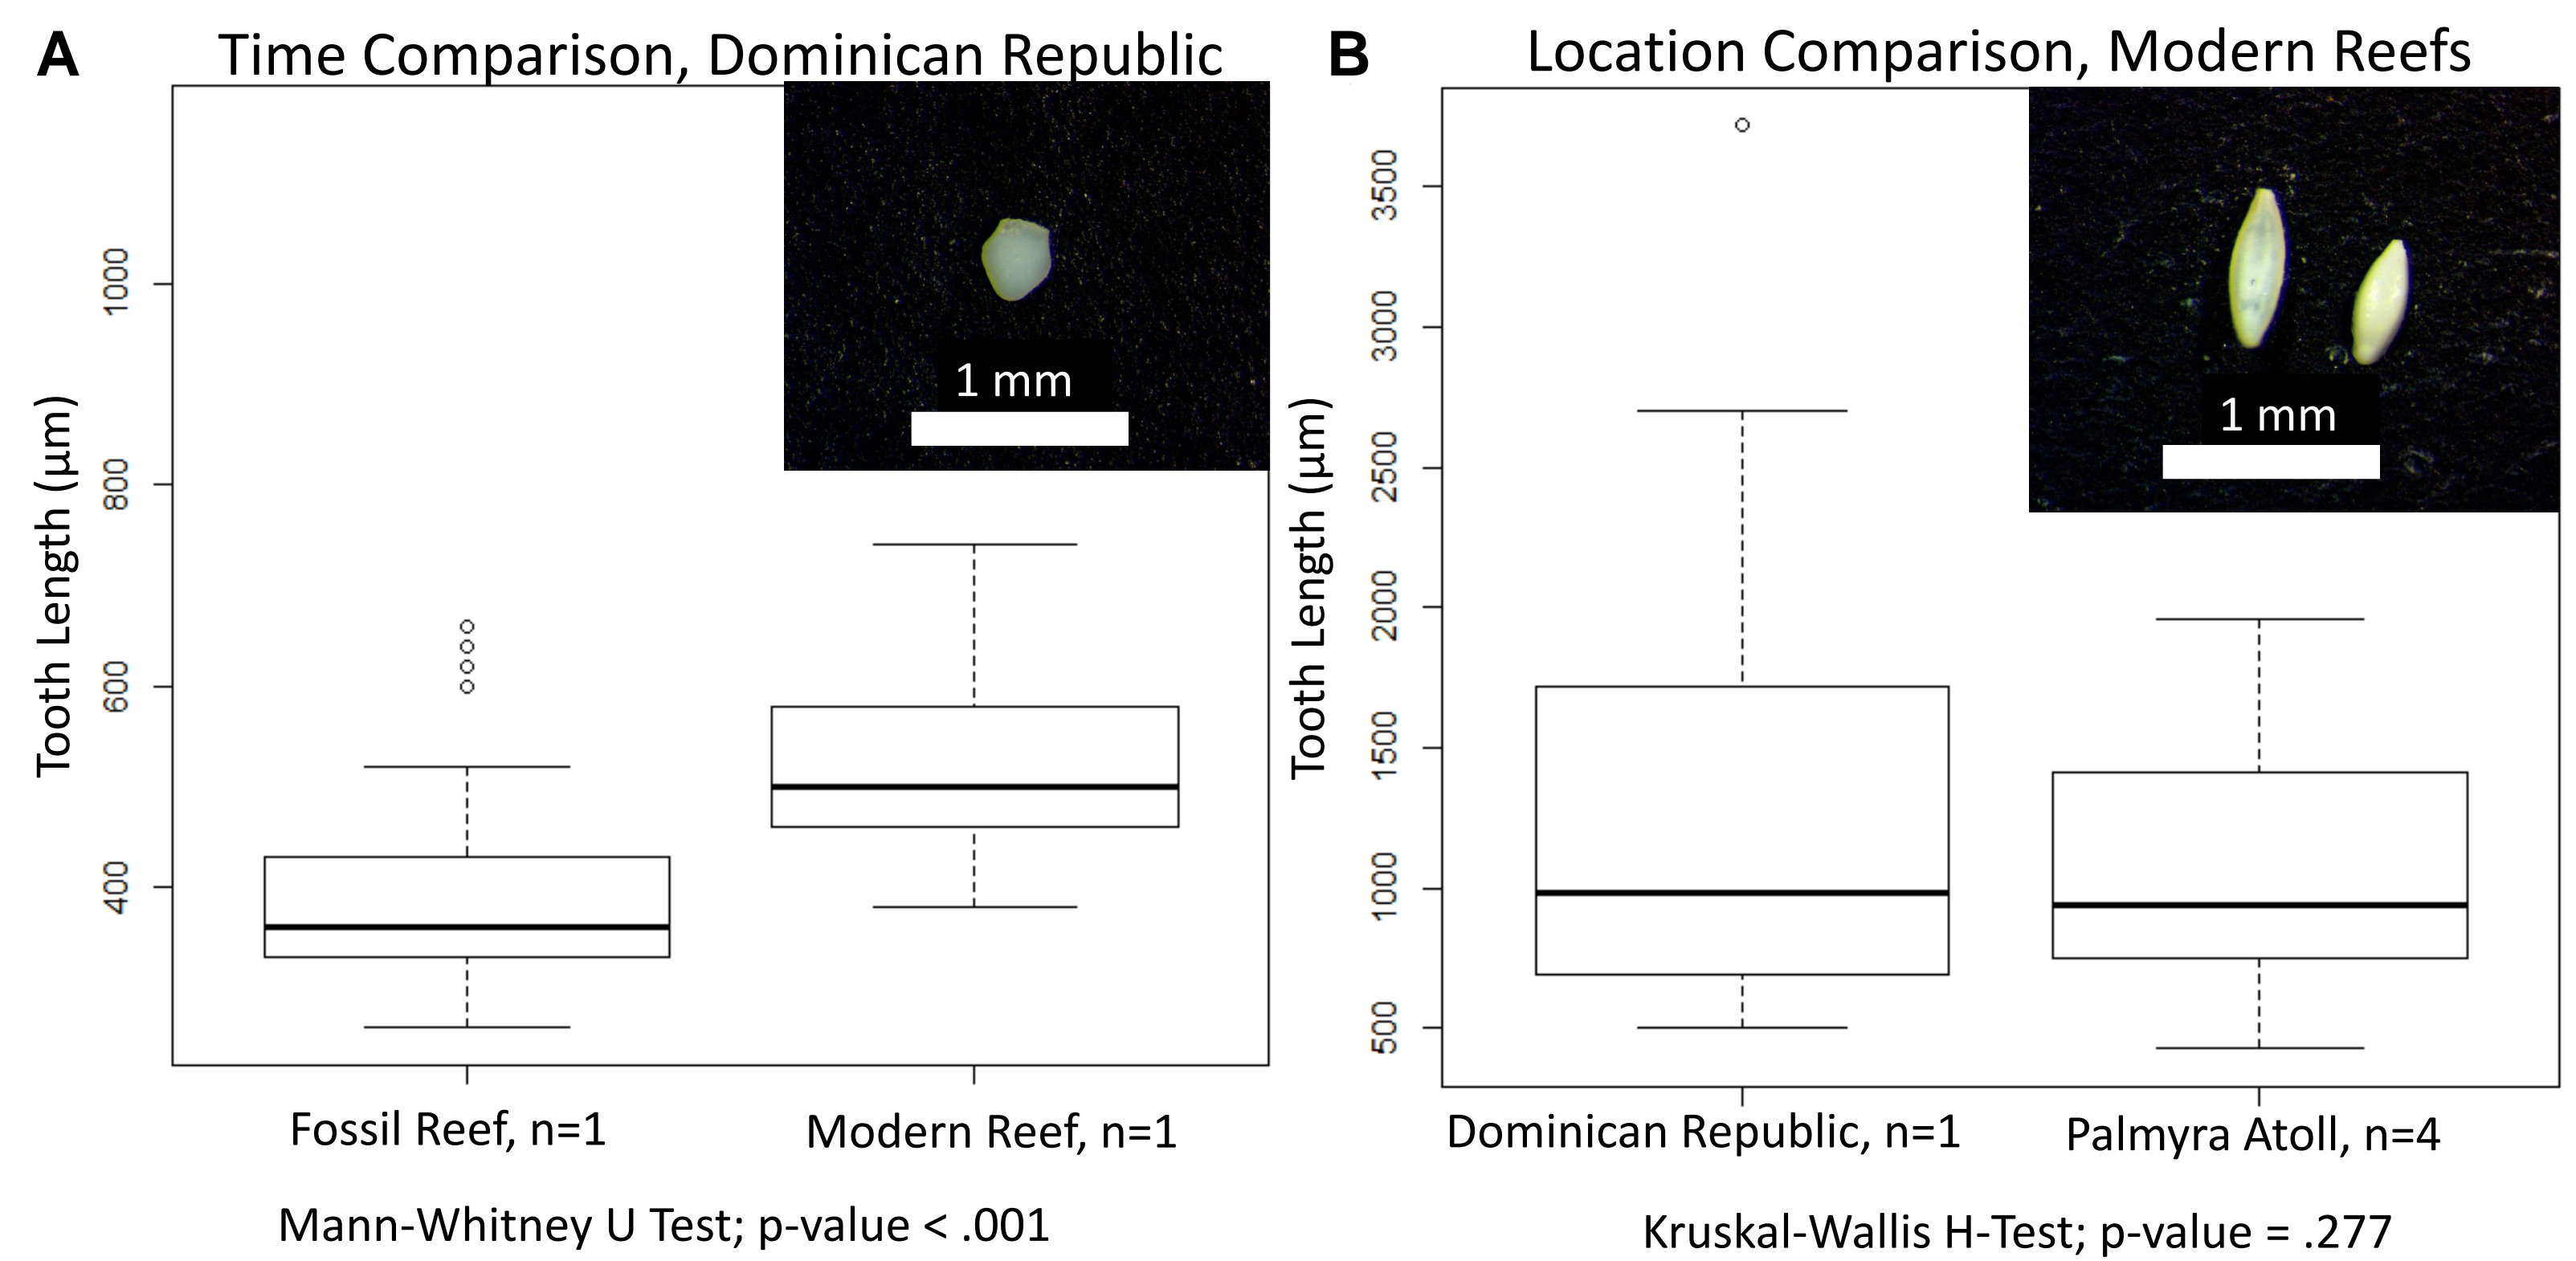 A
Time Comparison, Dominican Republic
Tooth Length (µm)
1000
800
600
400
1 mm
Fossil Reef, n=1
Modern Reef, n=1
Mann-Whitney U Test; p-value < .001
B
Location Comparison, Modern Reefs
Tooth Length (µm)
3500
3000
2500
2000
1500
1000
500
1 mm
Dominican Republic, n=1
Palmyra Atoll, n=4
Kruskal-Wallis H-Test; p-value = .277